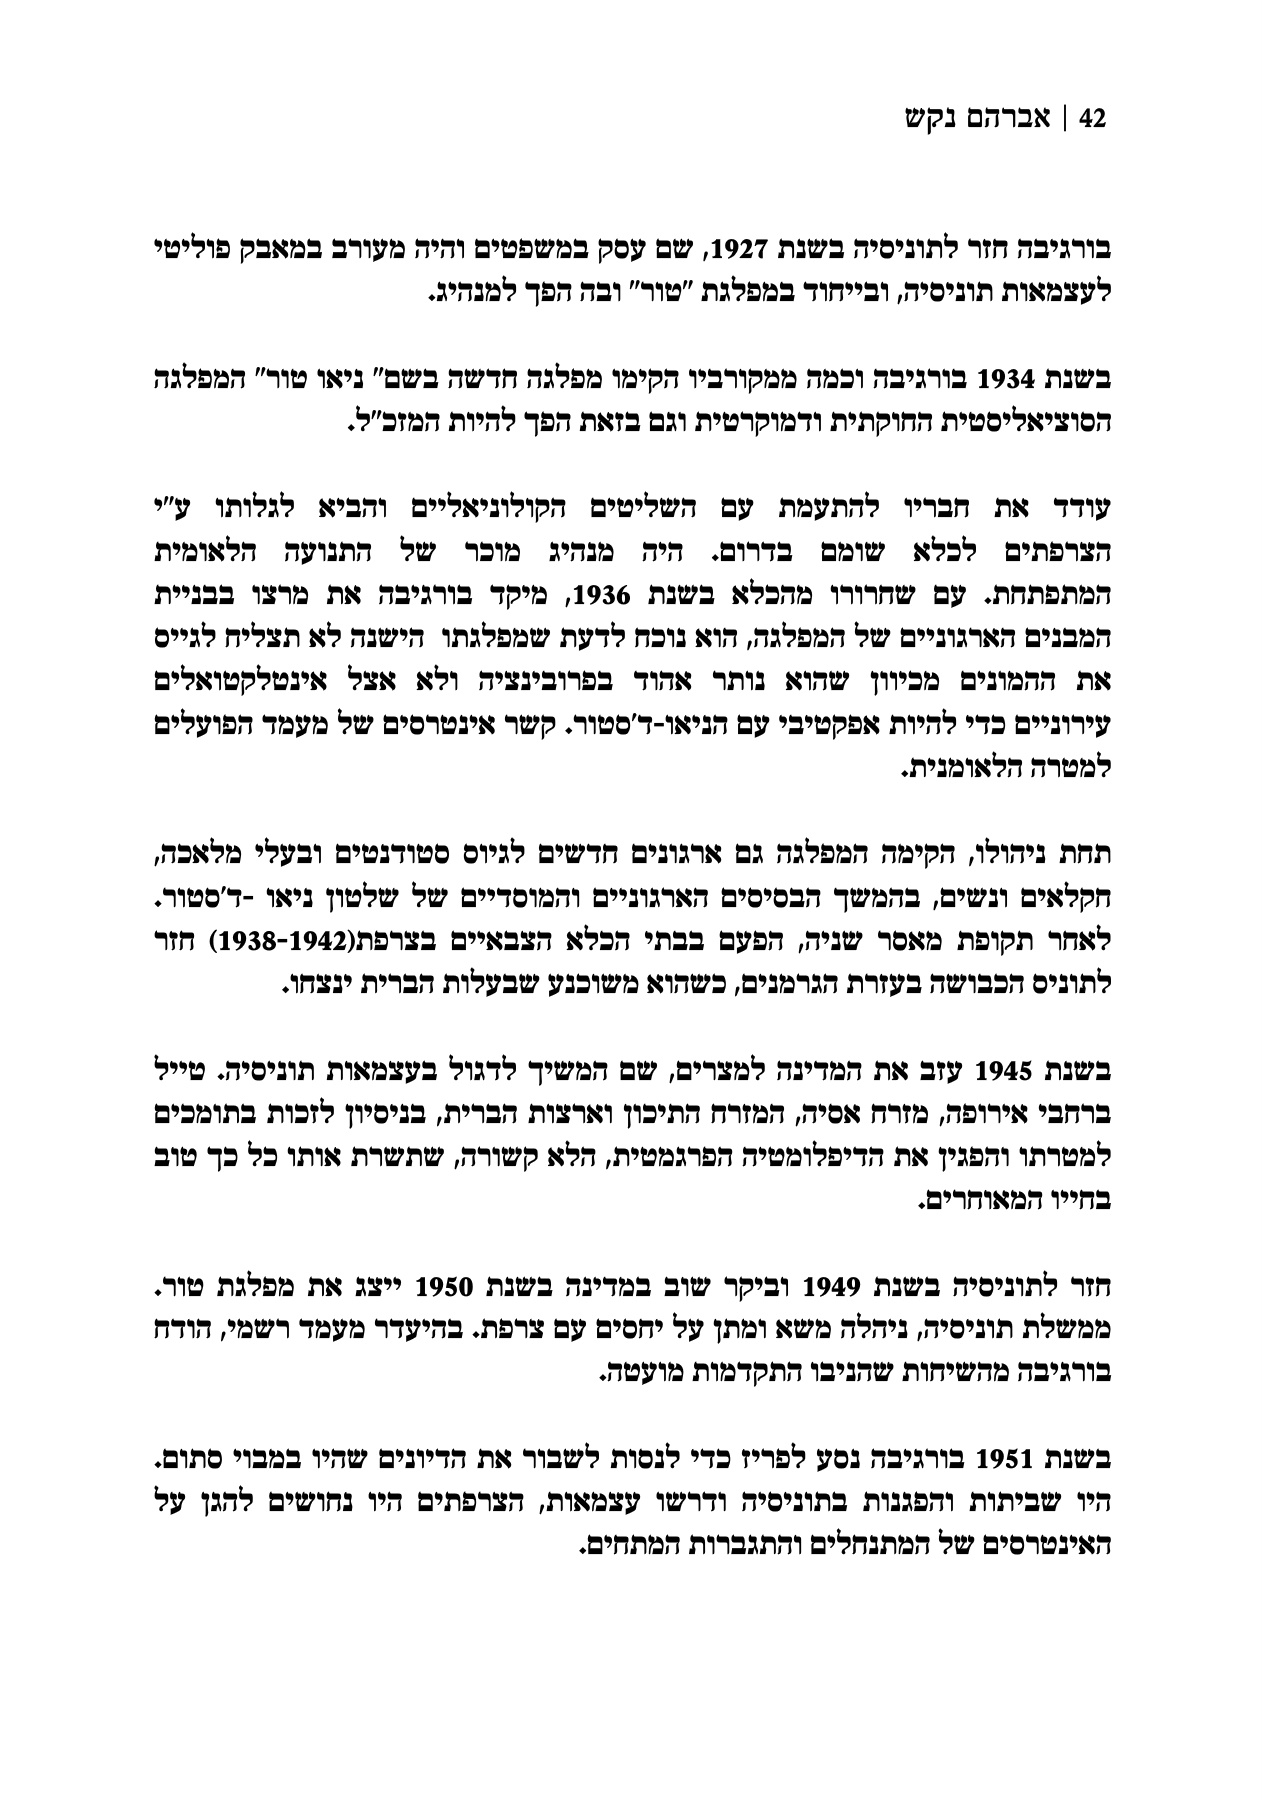 42 | אברהם נקש
בורגיבה חזר לתוניסיה בשנת 1927, שם עסק במשפטים והיה מעורב במאבק פוליטי
לעצמאות תוניסיה, ובייחוד במפלגת "טור" ובה הפך למנהיג.
בשנת 1934 בורגיבה וכמה ממקורביו הקימו מפלגה חדשה בשם" ניאו טור" המפלגה
הסוציאליסטית החוקתית ודמוקרטית וגם בזאת הפך להיות המזכ"ל.
עודד את חבריו להתעמת עם השליטים הקולוניאליים והביא לגלותו ע"י
הצרפתים לכלא שומם בדרום. היה מנהיג מוכר של התנועה הלאומית
המתפתחת. עם שחרורו מהכלא בשנת 1936, מיקד בורגיבה את מרצו בבניית
המבנים הארגוניים של המפלגה, הוא נוכח לדעת שמפלגתו הישנה לא תצליח לגייס
את ההמונים מכיוון שהוא נותר אהוד בפרובינציה ולא אצל אינטלקטואלים
עירוניים כדי להיות אפקטיבי עם הניאו-ד'סטור. קשר אינטרסים של מעמד הפועלים
למטרה הלאומנית.
תחת ניהולו, הקימה המפלגה גם ארגונים חדשים לגיוס סטודנטים ובעלי מלאכה,
חקלאים ונשים, בהמשך הבסיסים הארגוניים והמוסדיים של שלטון ניאו -ד'סטור.
לאחר תקופת מאסר שניה, הפעם בבתי הכלא הצבאיים בצרפת(1938-1942) חזר
לתוניס הכבושה בעזרת הגרמנים, כשהוא משוכנע שבעלות הברית ינצחו.
בשנת 1945 עזב את המדינה למצרים, שם המשיך לדגול בעצמאות תוניסיה. טייל
ברחבי אירופה, מזרח אסיה, המזרח התיכון וארצות הברית, בניסיון לזכות בתומכים
למטרתו והפגין את הדיפלומטיה הפרגמטית, הלא קשורה, שתשרת אותו כל כך טוב
בחייו המאוחרים.
חזר לתוניסיה בשנת 1949 וביקר שוב במדינה בשנת 1950 ייצג את מפלגת טור.
ממשלת תוניסיה, ניהלה משא ומתן על יחסים עם צרפת. בהיעדר מעמד רשמי, הודח
בורגיבה מהשיחות שהניבו התקדמות מועטה.
בשנת 1951 בורגיבה נסע לפריז כדי לנסות לשבור את הדיונים שהיו במבוי סתום.
היו שביתות והפגנות בתוניסיה ודרשו עצמאות, הצרפתים היו נחושים להגן על
האינטרסים של המתנחלים והתגברות המתחים.